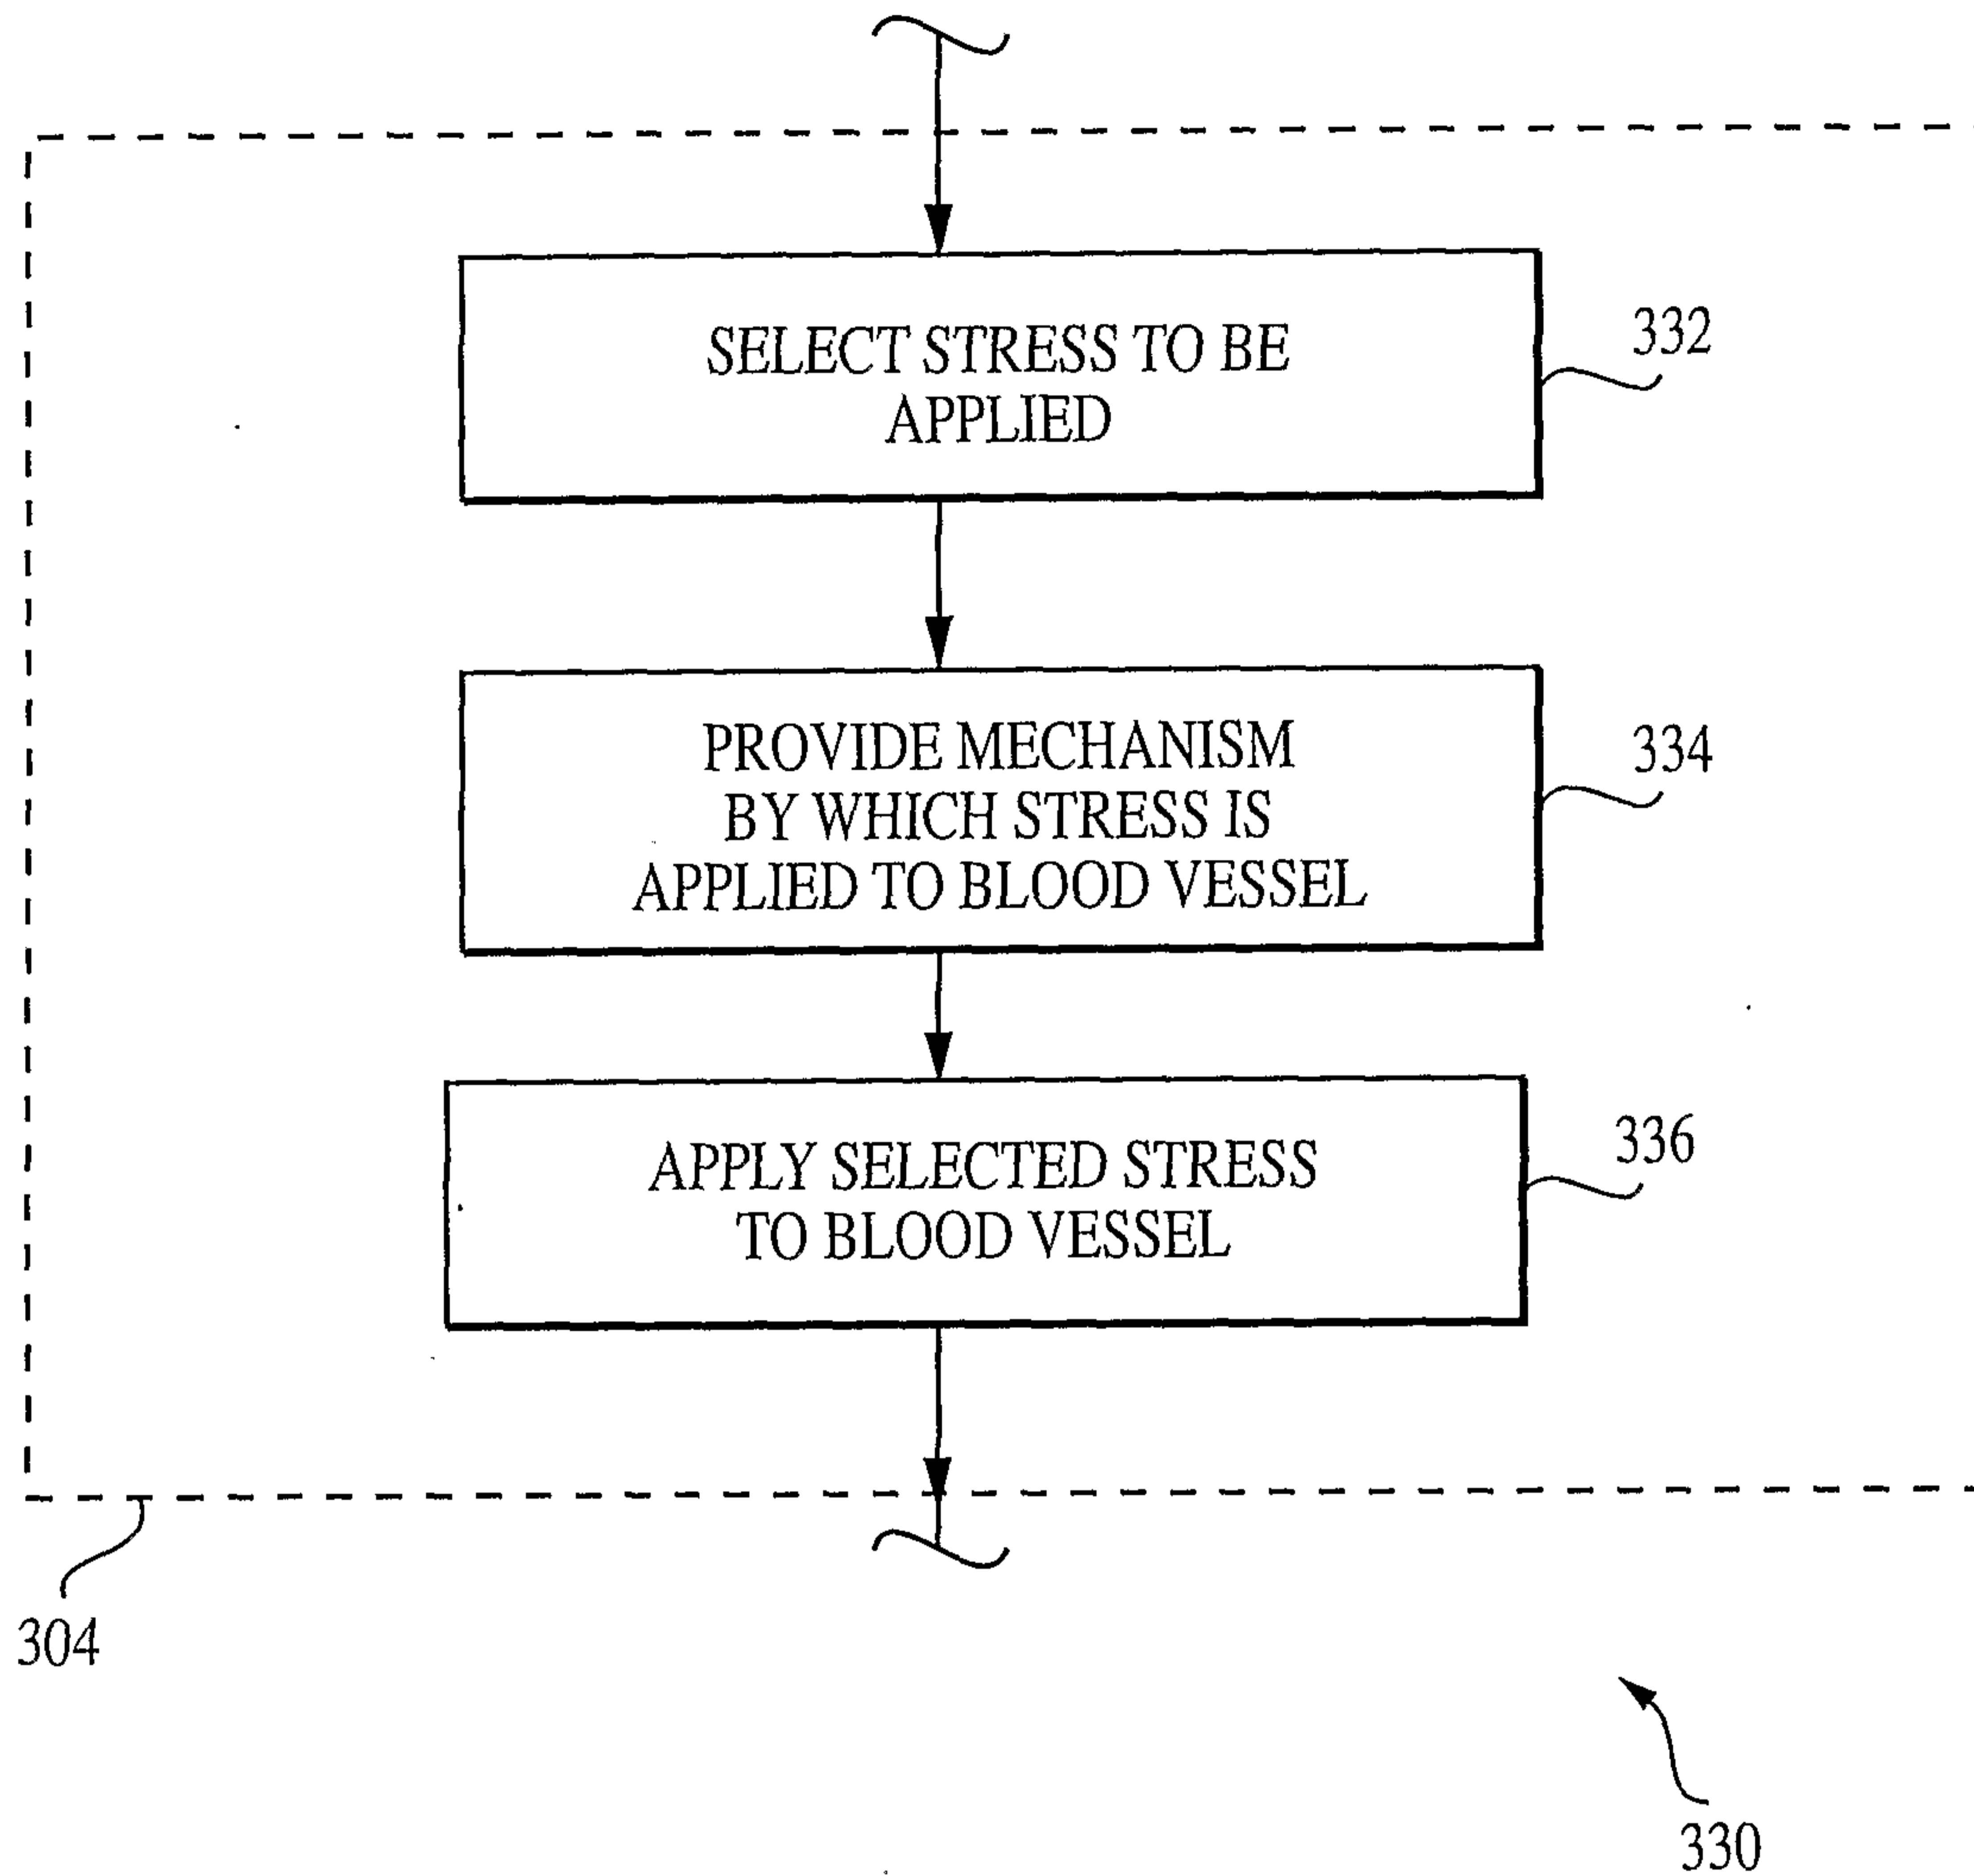 SELECT STRESS TO BE
APPLIED
332
PROVIDE MECHANISM
BY WHICH STRESS IS
APPLIED TO BLOOD VESSEL
334
APPLY SELECTED STRESS
TO BLOOD VESSEL
336
304
330